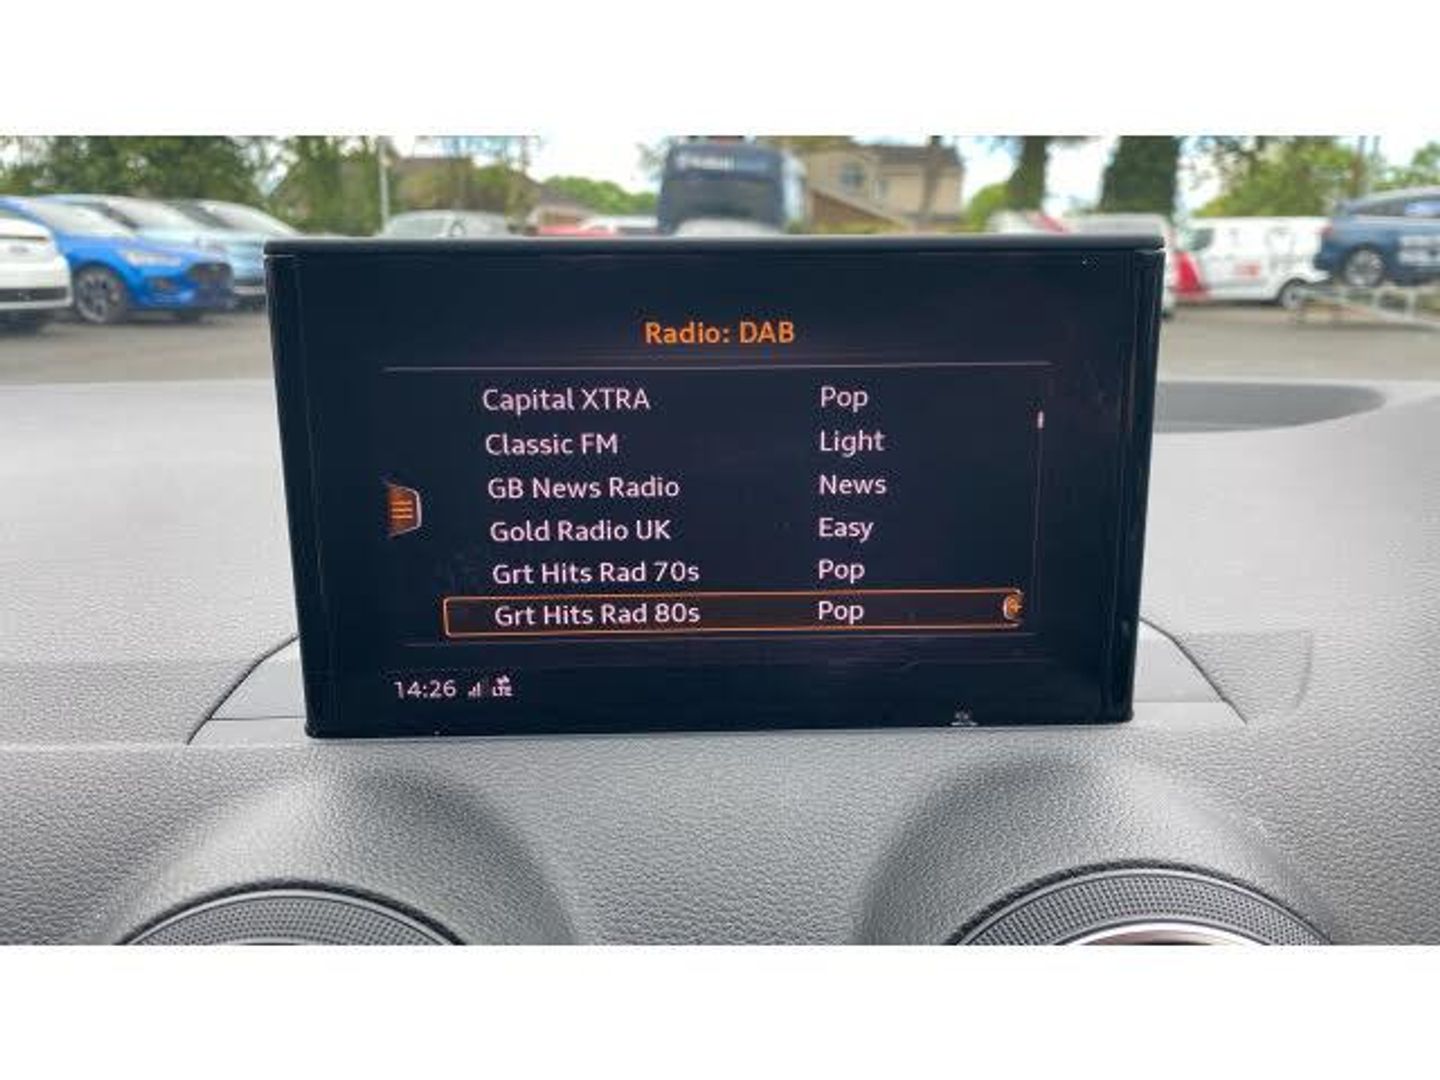 Radio: DAB
Capital XTRA Pop
Classic FM Light
GB News Radio News
Gold Radio UK Easy
Grt Hits Rad 70s Pop
Grt Hits Rad 80s Pop
14:26 LTE